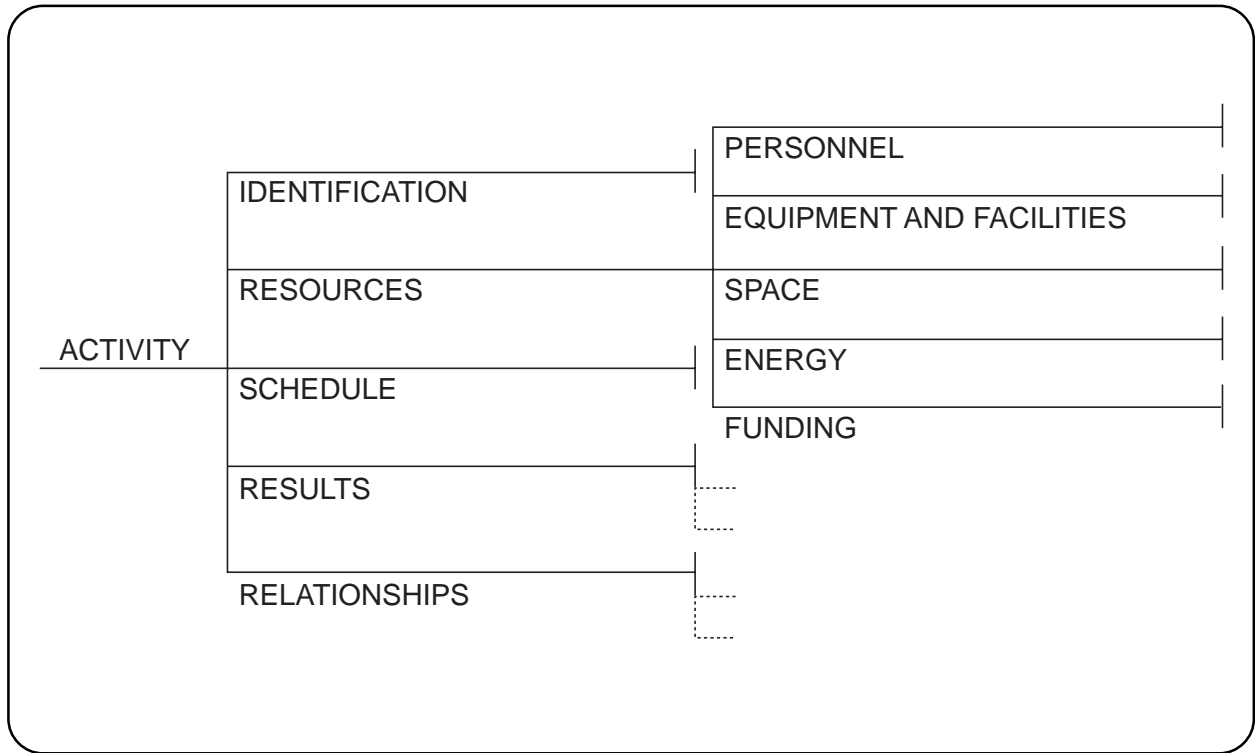 ACTIVITY
IDENTIFICATION
RESOURCES
SCHEDULE
RESULTS
RELATIONSHIPS
PERSONNEL
EQUIPMENT AND FACILITIES
SPACE
ENERGY
FUNDING